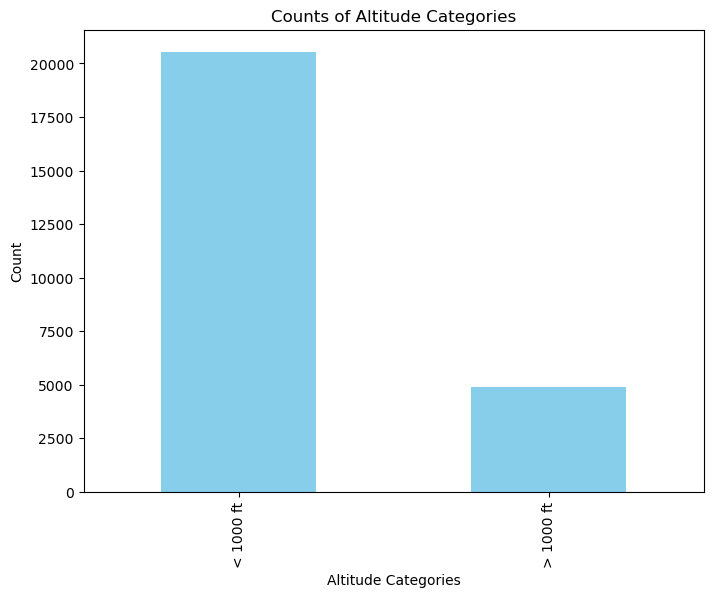 Counts of Altitude Categories
20000
17500
15000
12500
10000
7500
5000
2500
0
Count
< 1000 ft
> 1000 ft
Altitude Categories